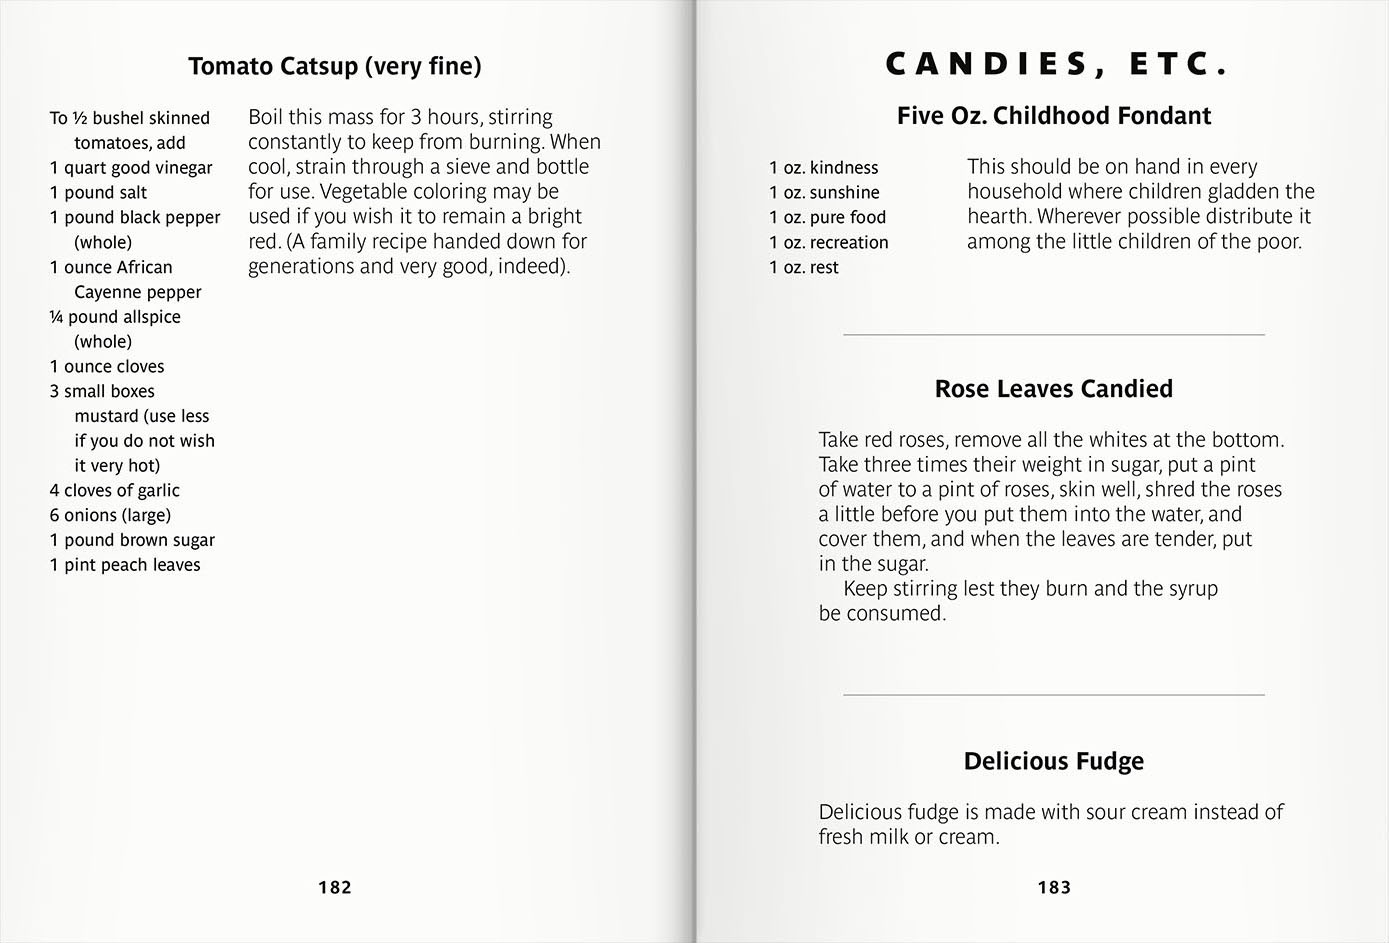 Tomato Catsup (very fine)
To ½ bushel skinned
tomatoes, add
1 quart good vinegar
1 pound salt
1 pound black pepper
(whole)
1 ounce African
Cayenne pepper
¼ pound allspice
(whole)
1 ounce cloves
3 small boxes
mustard (use less
if you do not wish
it very hot)
4 cloves of garlic
6 onions (large)
1 pound brown sugar
1 pint peach leaves
Boil this mass for 3 hours, stirring
constantly to keep from burning. When
cool, strain through a sieve and bottle
for use. Vegetable coloring may be
used if you wish it to remain a bright
red. (A family recipe handed down for
generations and very good, indeed).
182
CANDIES, ETC.
Five Oz. Childhood Fondant
1 oz. kindness
1 oz. sunshine
1 oz. pure food
1 oz. recreation
1 oz. rest
This should be on hand in every
household where children gladden the
hearth. Wherever possible distribute it
among the little children of the poor.
Rose Leaves Candied
Take red roses, remove all the whites at the bottom.
Take three times their weight in sugar, put a pint
of water to a pint of roses, skin well, shred the roses
a little before you put them into the water, and
cover them, and when the leaves are tender, put
in the sugar.
Keep stirring lest they burn and the syrup
be consumed.
Delicious Fudge
Delicious fudge is made with sour cream instead of
fresh milk or cream.
183